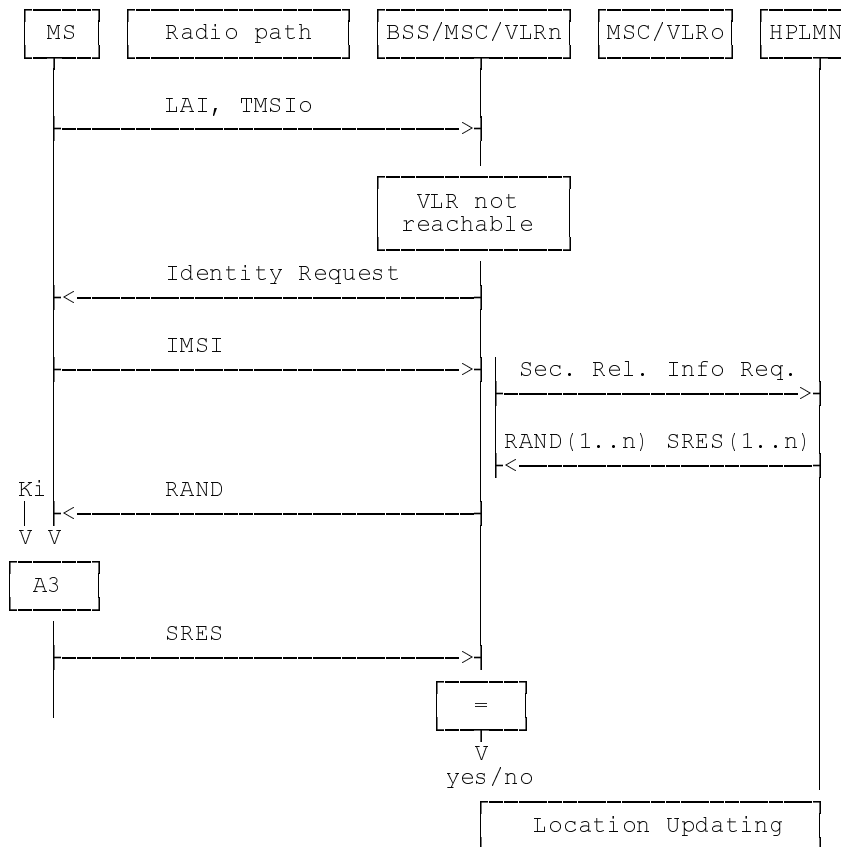 MS Radio path BSS/MSC/VLRn MSC/VLRo HPLMN
LAI, TMSIo
VLR not
reachable
Identity Request
IMSI
Sec. Rel. Info Req.
RAND(1..n) SRES(1..n)
Ki RAND
V V
A3
SRES
=
V
yes/no
Location Updating